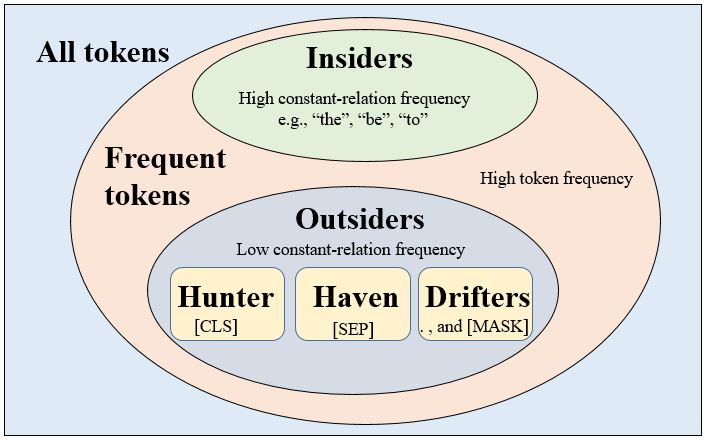 All tokens
Insiders
High constant-relation frequency
e.g., “the”, “be”, “to”
Frequent
tokens
High token frequency
Outsiders
Low constant-relation frequency
Hunter
[CLS]
Haven
[SEP]
Drifters
. , and [MASK]